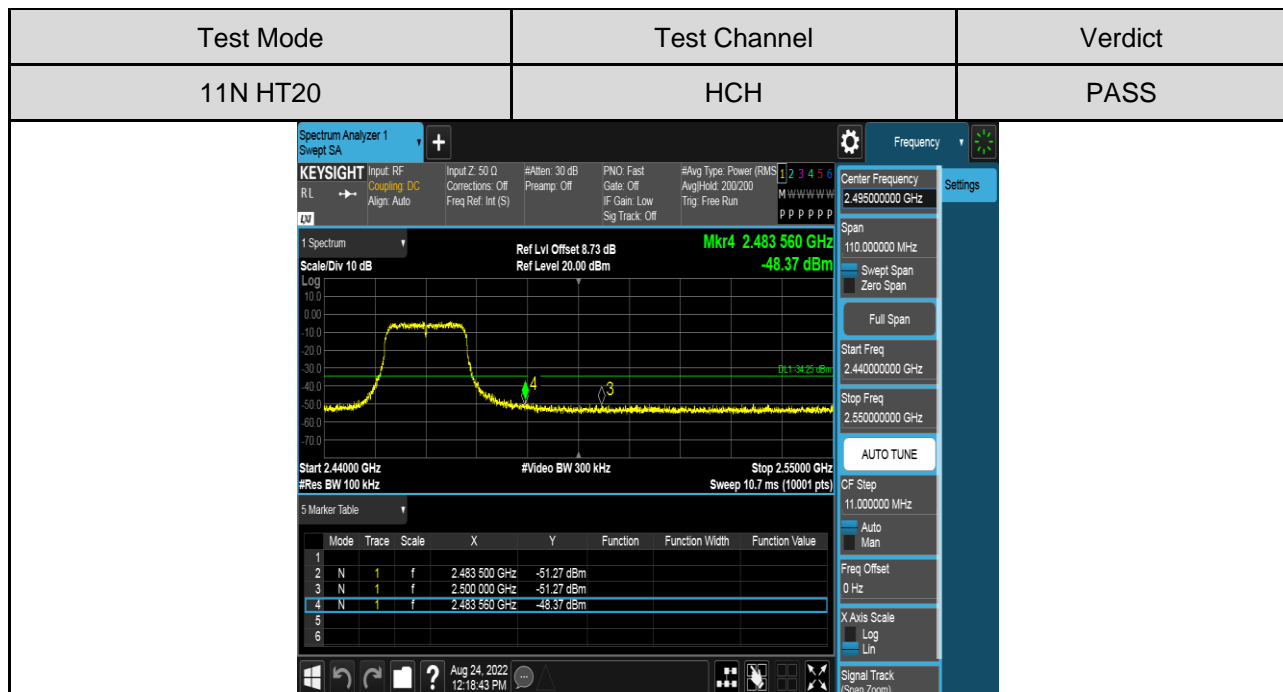 Test Mode Test Channel Verdict
11N HT20 HCH PASS
Spectrum Analyzer 1
Swept SA
+
Frequency
KEYSIGHT Input: RF Input Z: 50 Ω #Atten: 30 dB PNO: Fast #Avg Type: Power (RMS 1 2 3 4 5 6
RL Coupling: DC Corrections: Off Preamp: Off Gate: Off Avg|Hold: 200/200 M W W W W W
Align: Auto Freq Ref: Int (S) IF Gain: Low Trig: Free Run
LXI Sig Track: Off P P P P P P
1 Spectrum Ref Lvl Offset 8.73 dB Mkr4 2.483 560 GHz
Scale/Div 10 dB Ref Level 20.00 dBm -48.37 dBm
Log
10.0
0.00
-10.0
-20.0
-30.0 DL1 -34.25 dBm
-40.0
4 3
-50.0
-60.0
-70.0
Start 2.44000 GHz #Video BW 300 kHz Stop 2.55000 GHz
#Res BW 100 kHz Sweep 10.7 ms (10001 pts)
5 Marker Table
Mode Trace Scale X Y Function Function Width Function Value
1
2 N 1 f 2.483 500 GHz -51.27 dBm
3 N 1 f 2.500 000 GHz -51.27 dBm
4 N 1 f 2.483 560 GHz -48.37 dBm
5
6
? Aug 24, 2022
12:18:43 PM
Center Frequency
2.495000000 GHz
Settings
Span
110.000000 MHz
Swept Span
Zero Span
Full Span
Start Freq
2.440000000 GHz
Stop Freq
2.550000000 GHz
AUTO TUNE
CF Step
11.000000 MHz
Auto
Man
Freq Offset
0 Hz
X Axis Scale
Log
Lin
Signal Track
(Span Zoom)